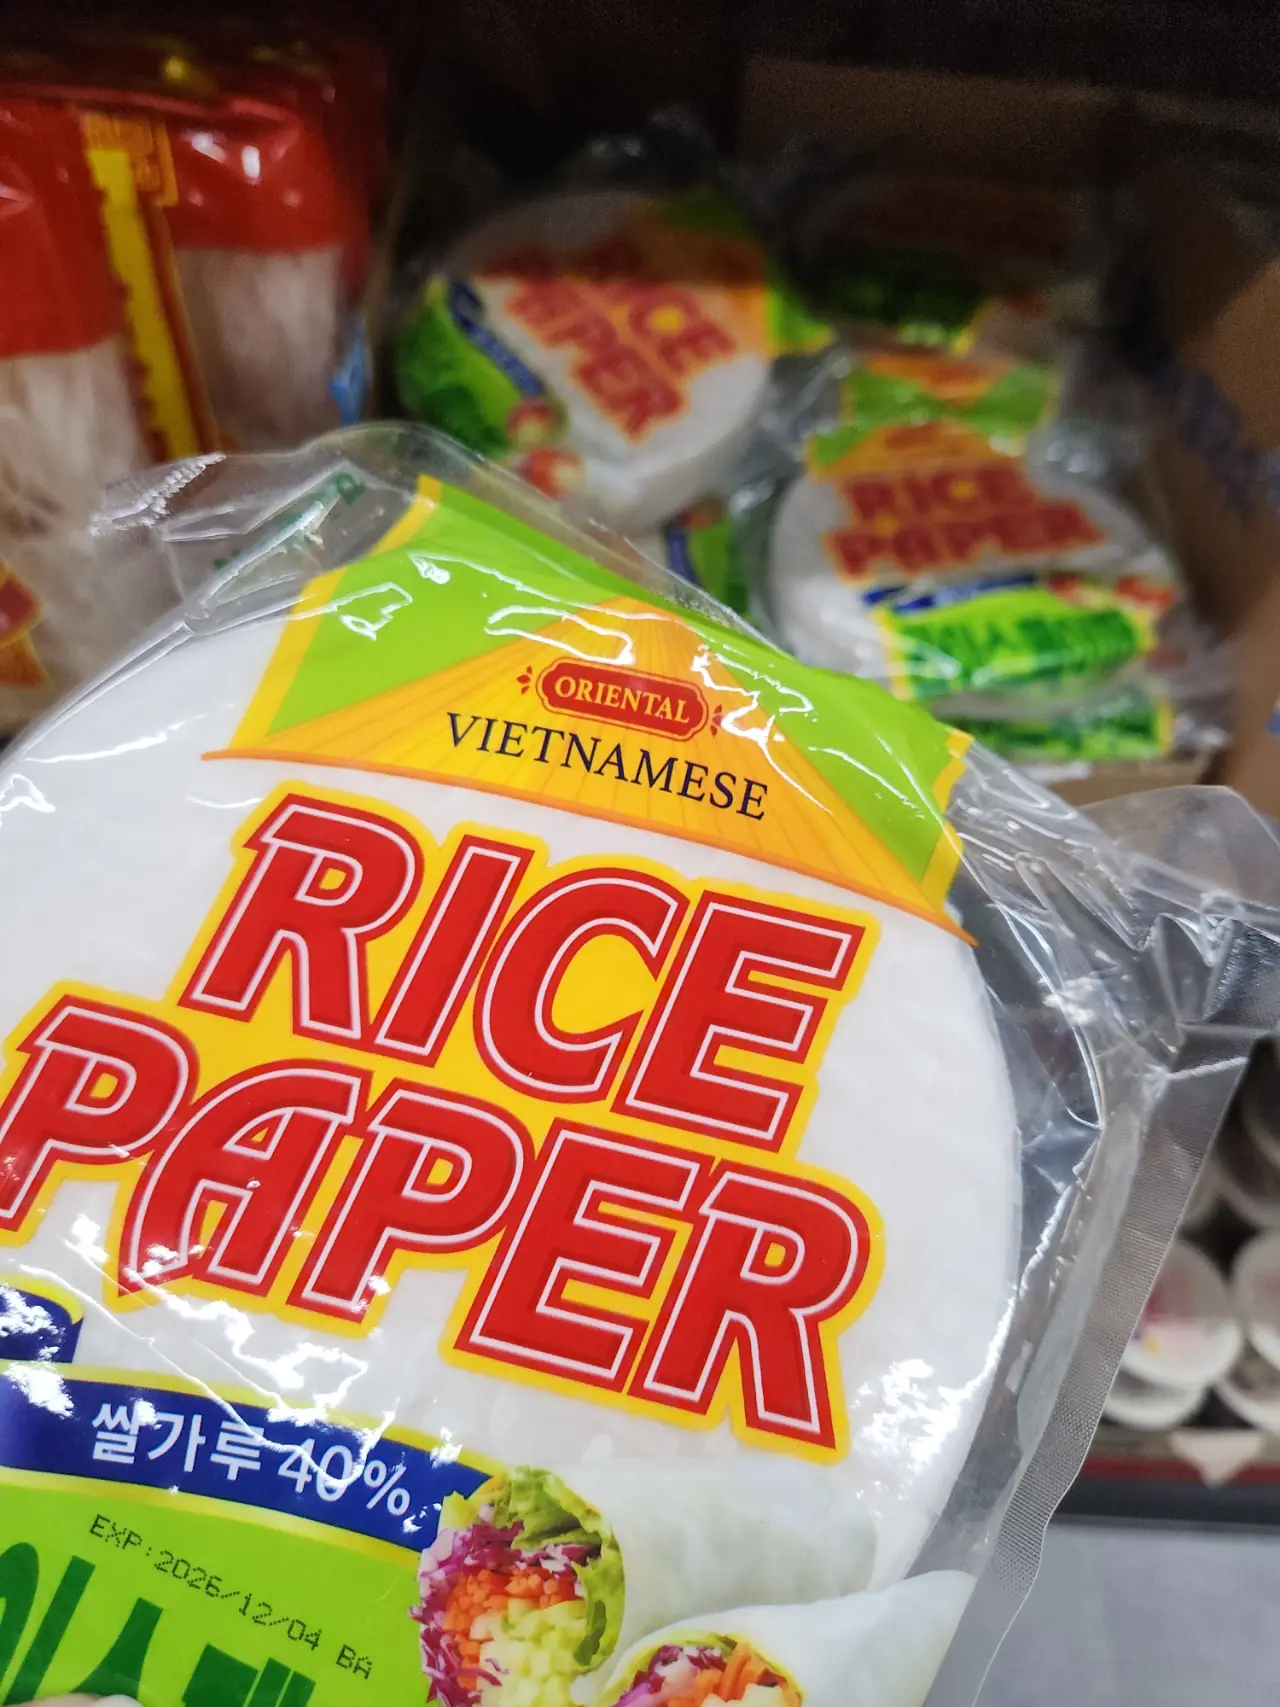 ORIENTAL
VIETNAMESE
RICE
PAPER
쌀가루 40%
EXP:2026/12/04 BA
RICE
PAPER
RICE
PAPER